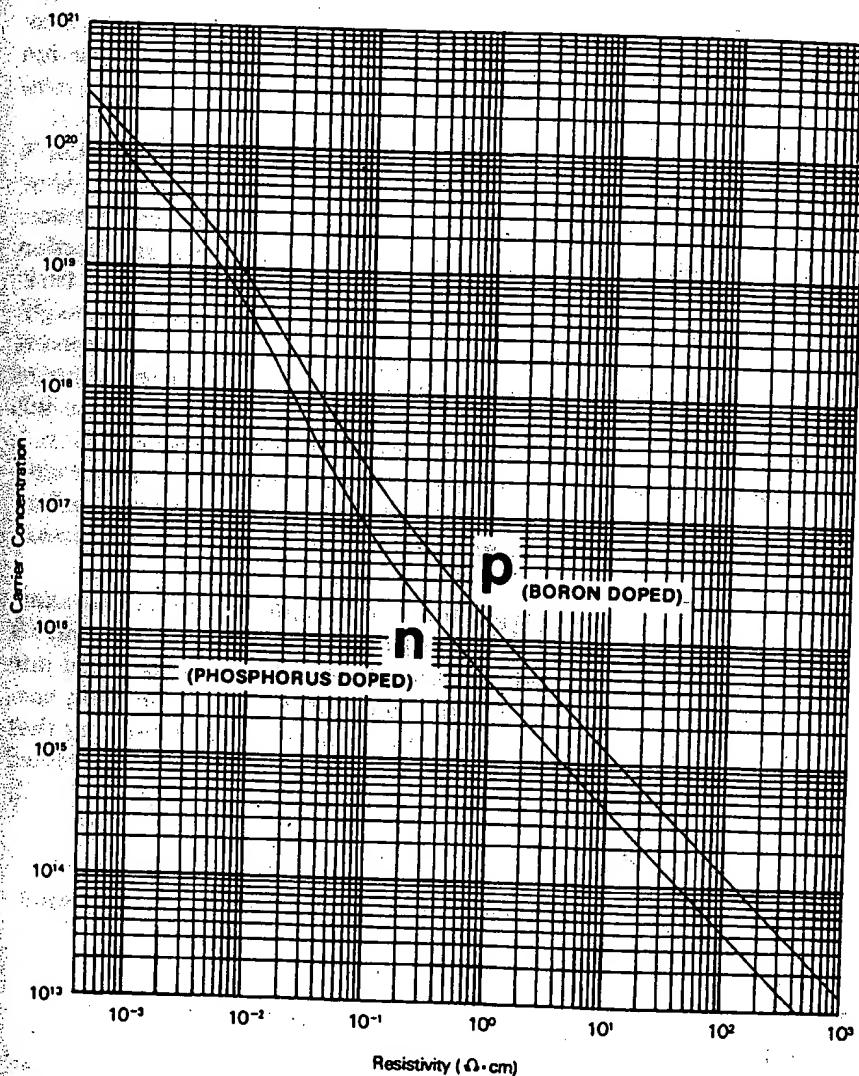 10²¹
10²⁰
10¹⁹
10¹⁸
10¹⁷
10¹⁶
10¹⁵
10¹⁴
10¹³
Carrier Concentration
p
(BORON DOPED)
n
(PHOSPHORUS DOPED)
10⁻³ 10⁻² 10⁻¹ 10⁰ 10¹ 10² 10³
Resistivity (Ω·cm)